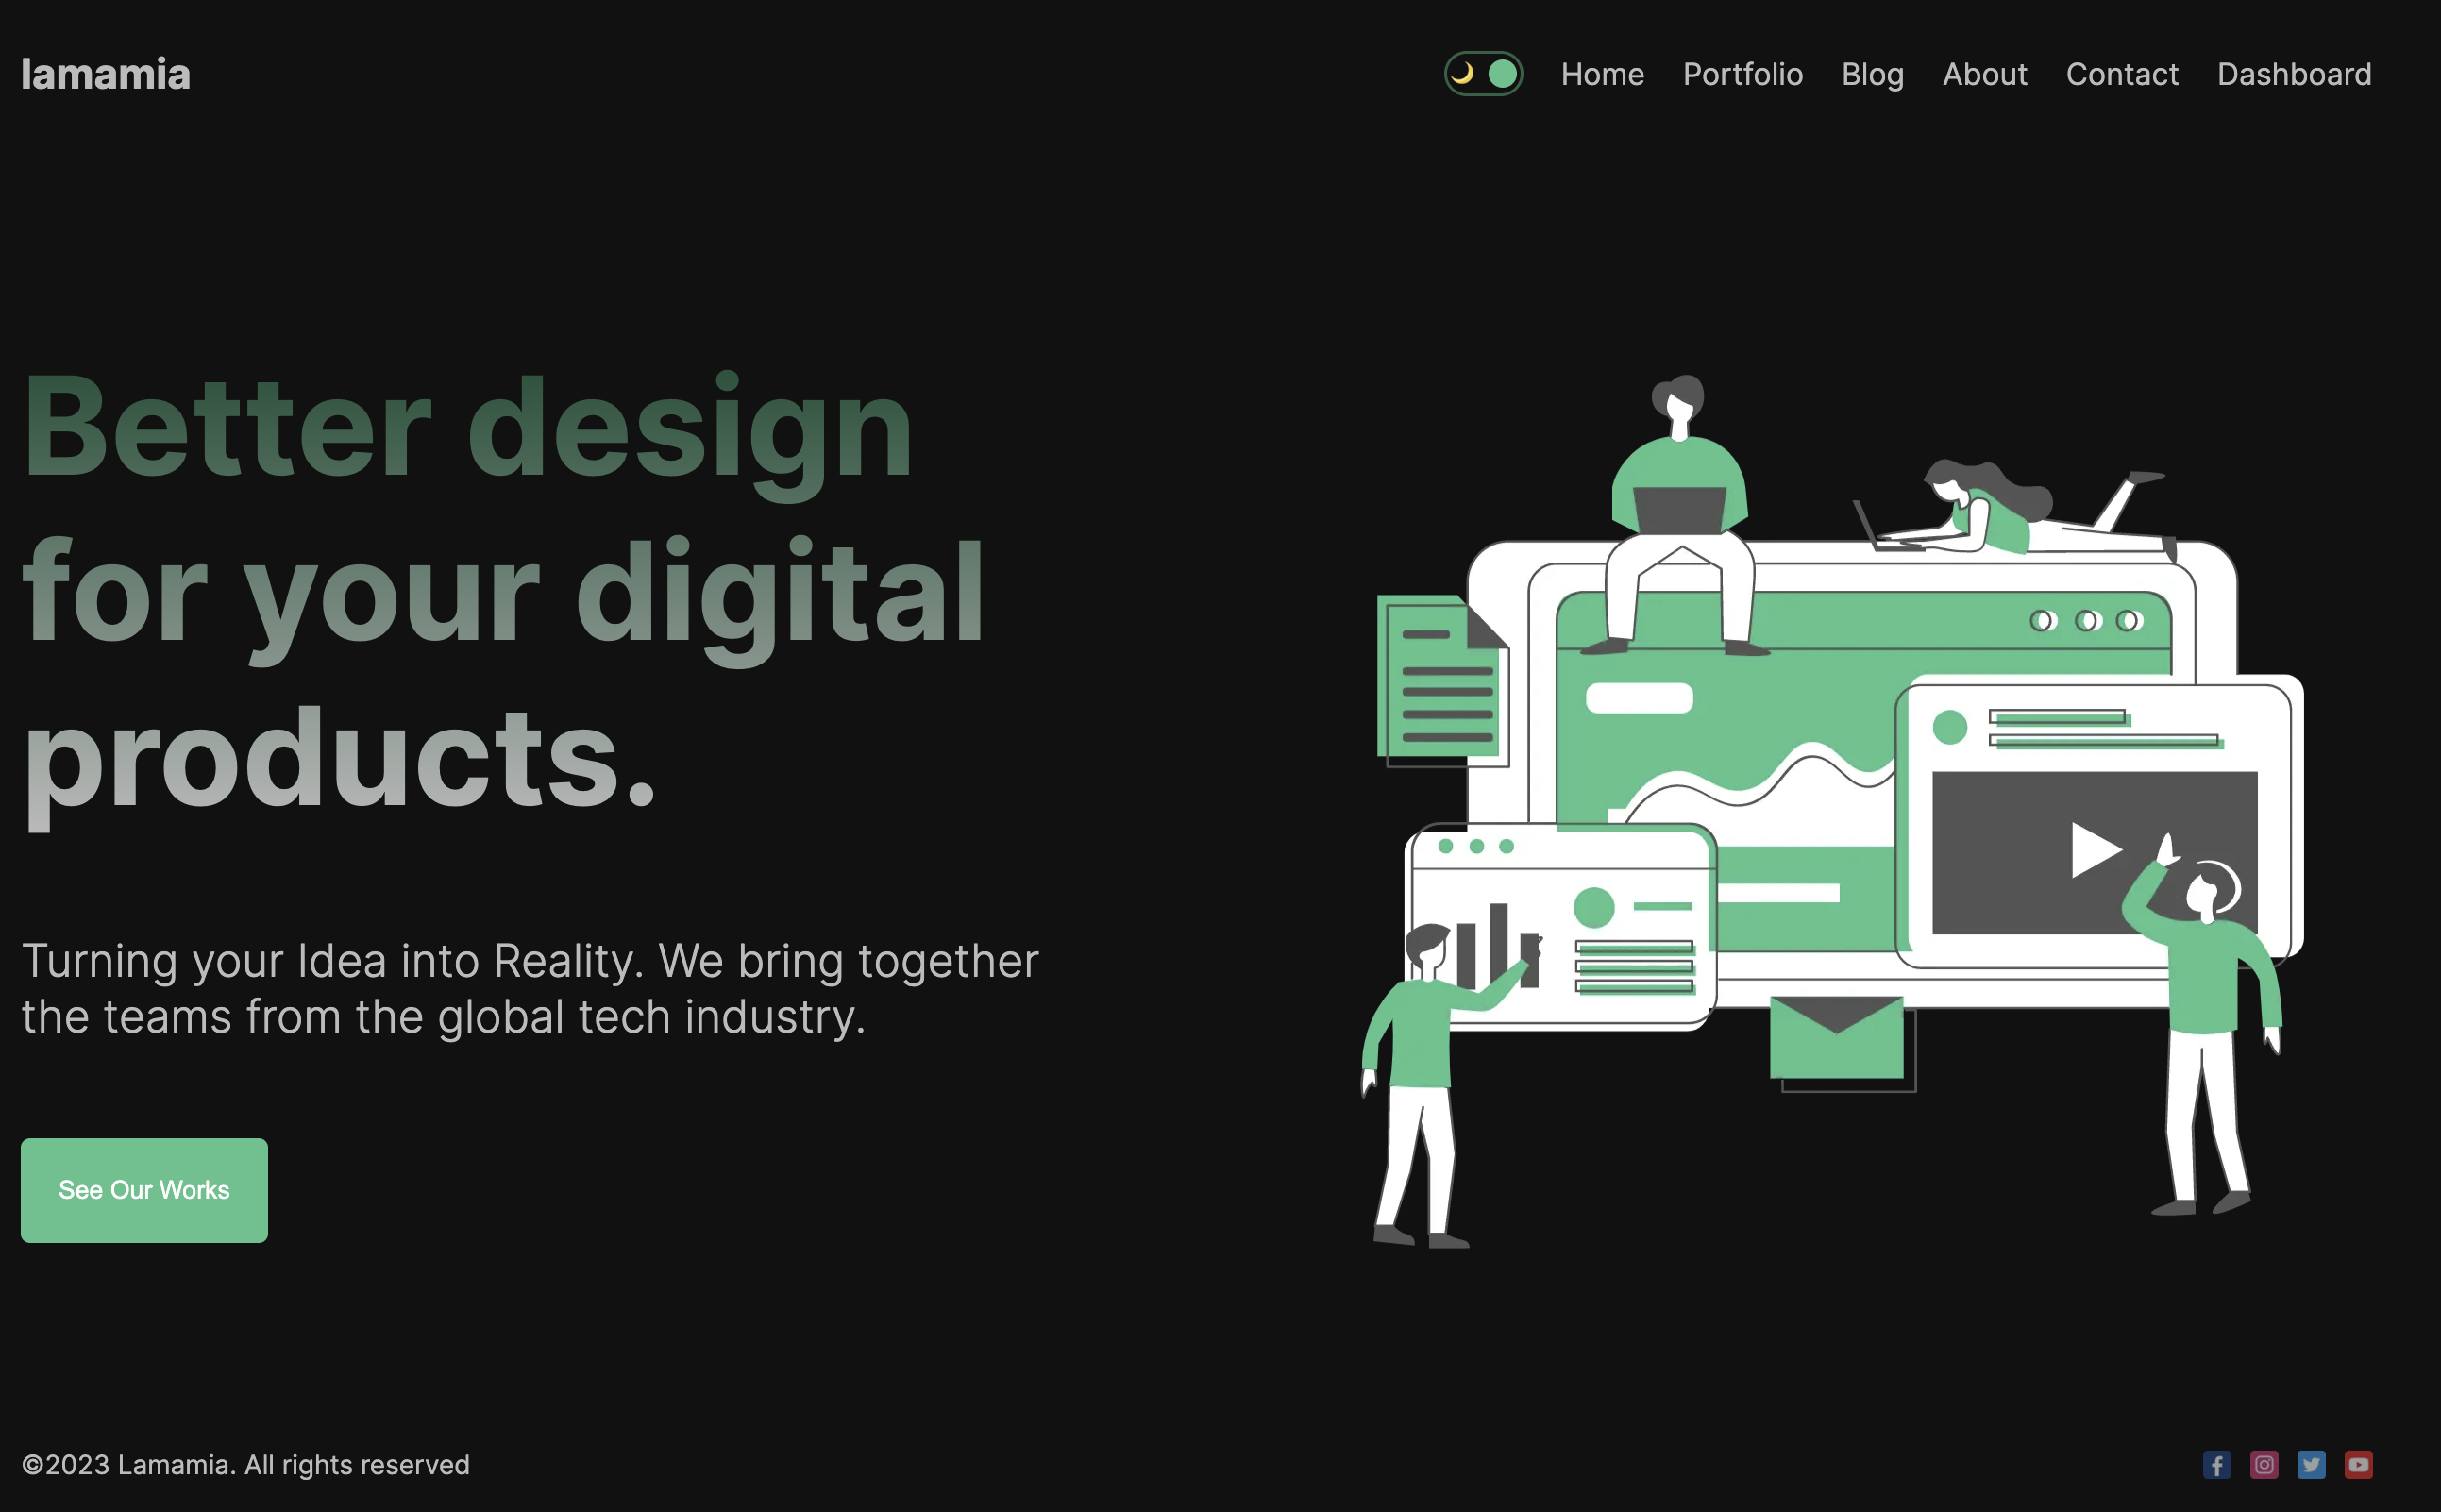 lamamia
Home Portfolio Blog About Contact Dashboard
Better design
for your digital
products.
Turning your Idea into Reality. We bring together
the teams from the global tech industry.
See Our Works
©2023 Lamamia. All rights reserved